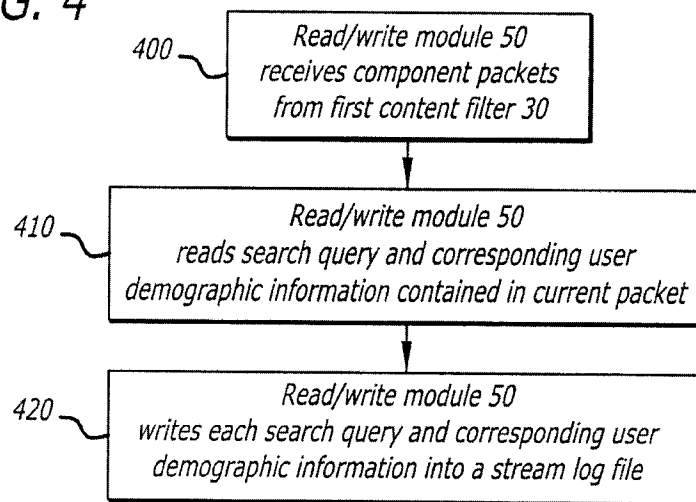 G. 4
400
Read/write module 50
receives component packets
from first content filter 30
410
Read/write module 50
reads search query and corresponding user
demographic information contained in current packet
420
Read/write module 50
writes each search query and corresponding user
demographic information into a stream log file